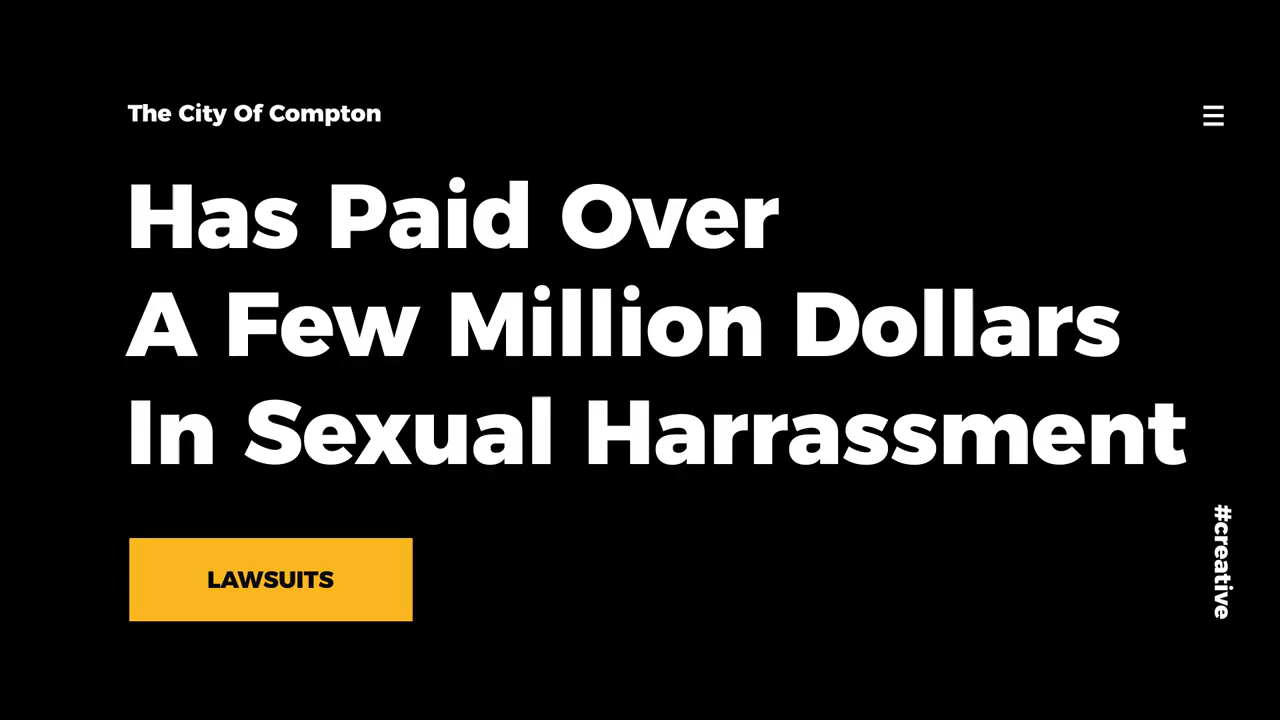 The City Of Compton
Has Paid Over
A Few Million Dollars
In Sexual Harrassment
LAWSUITS
#creative